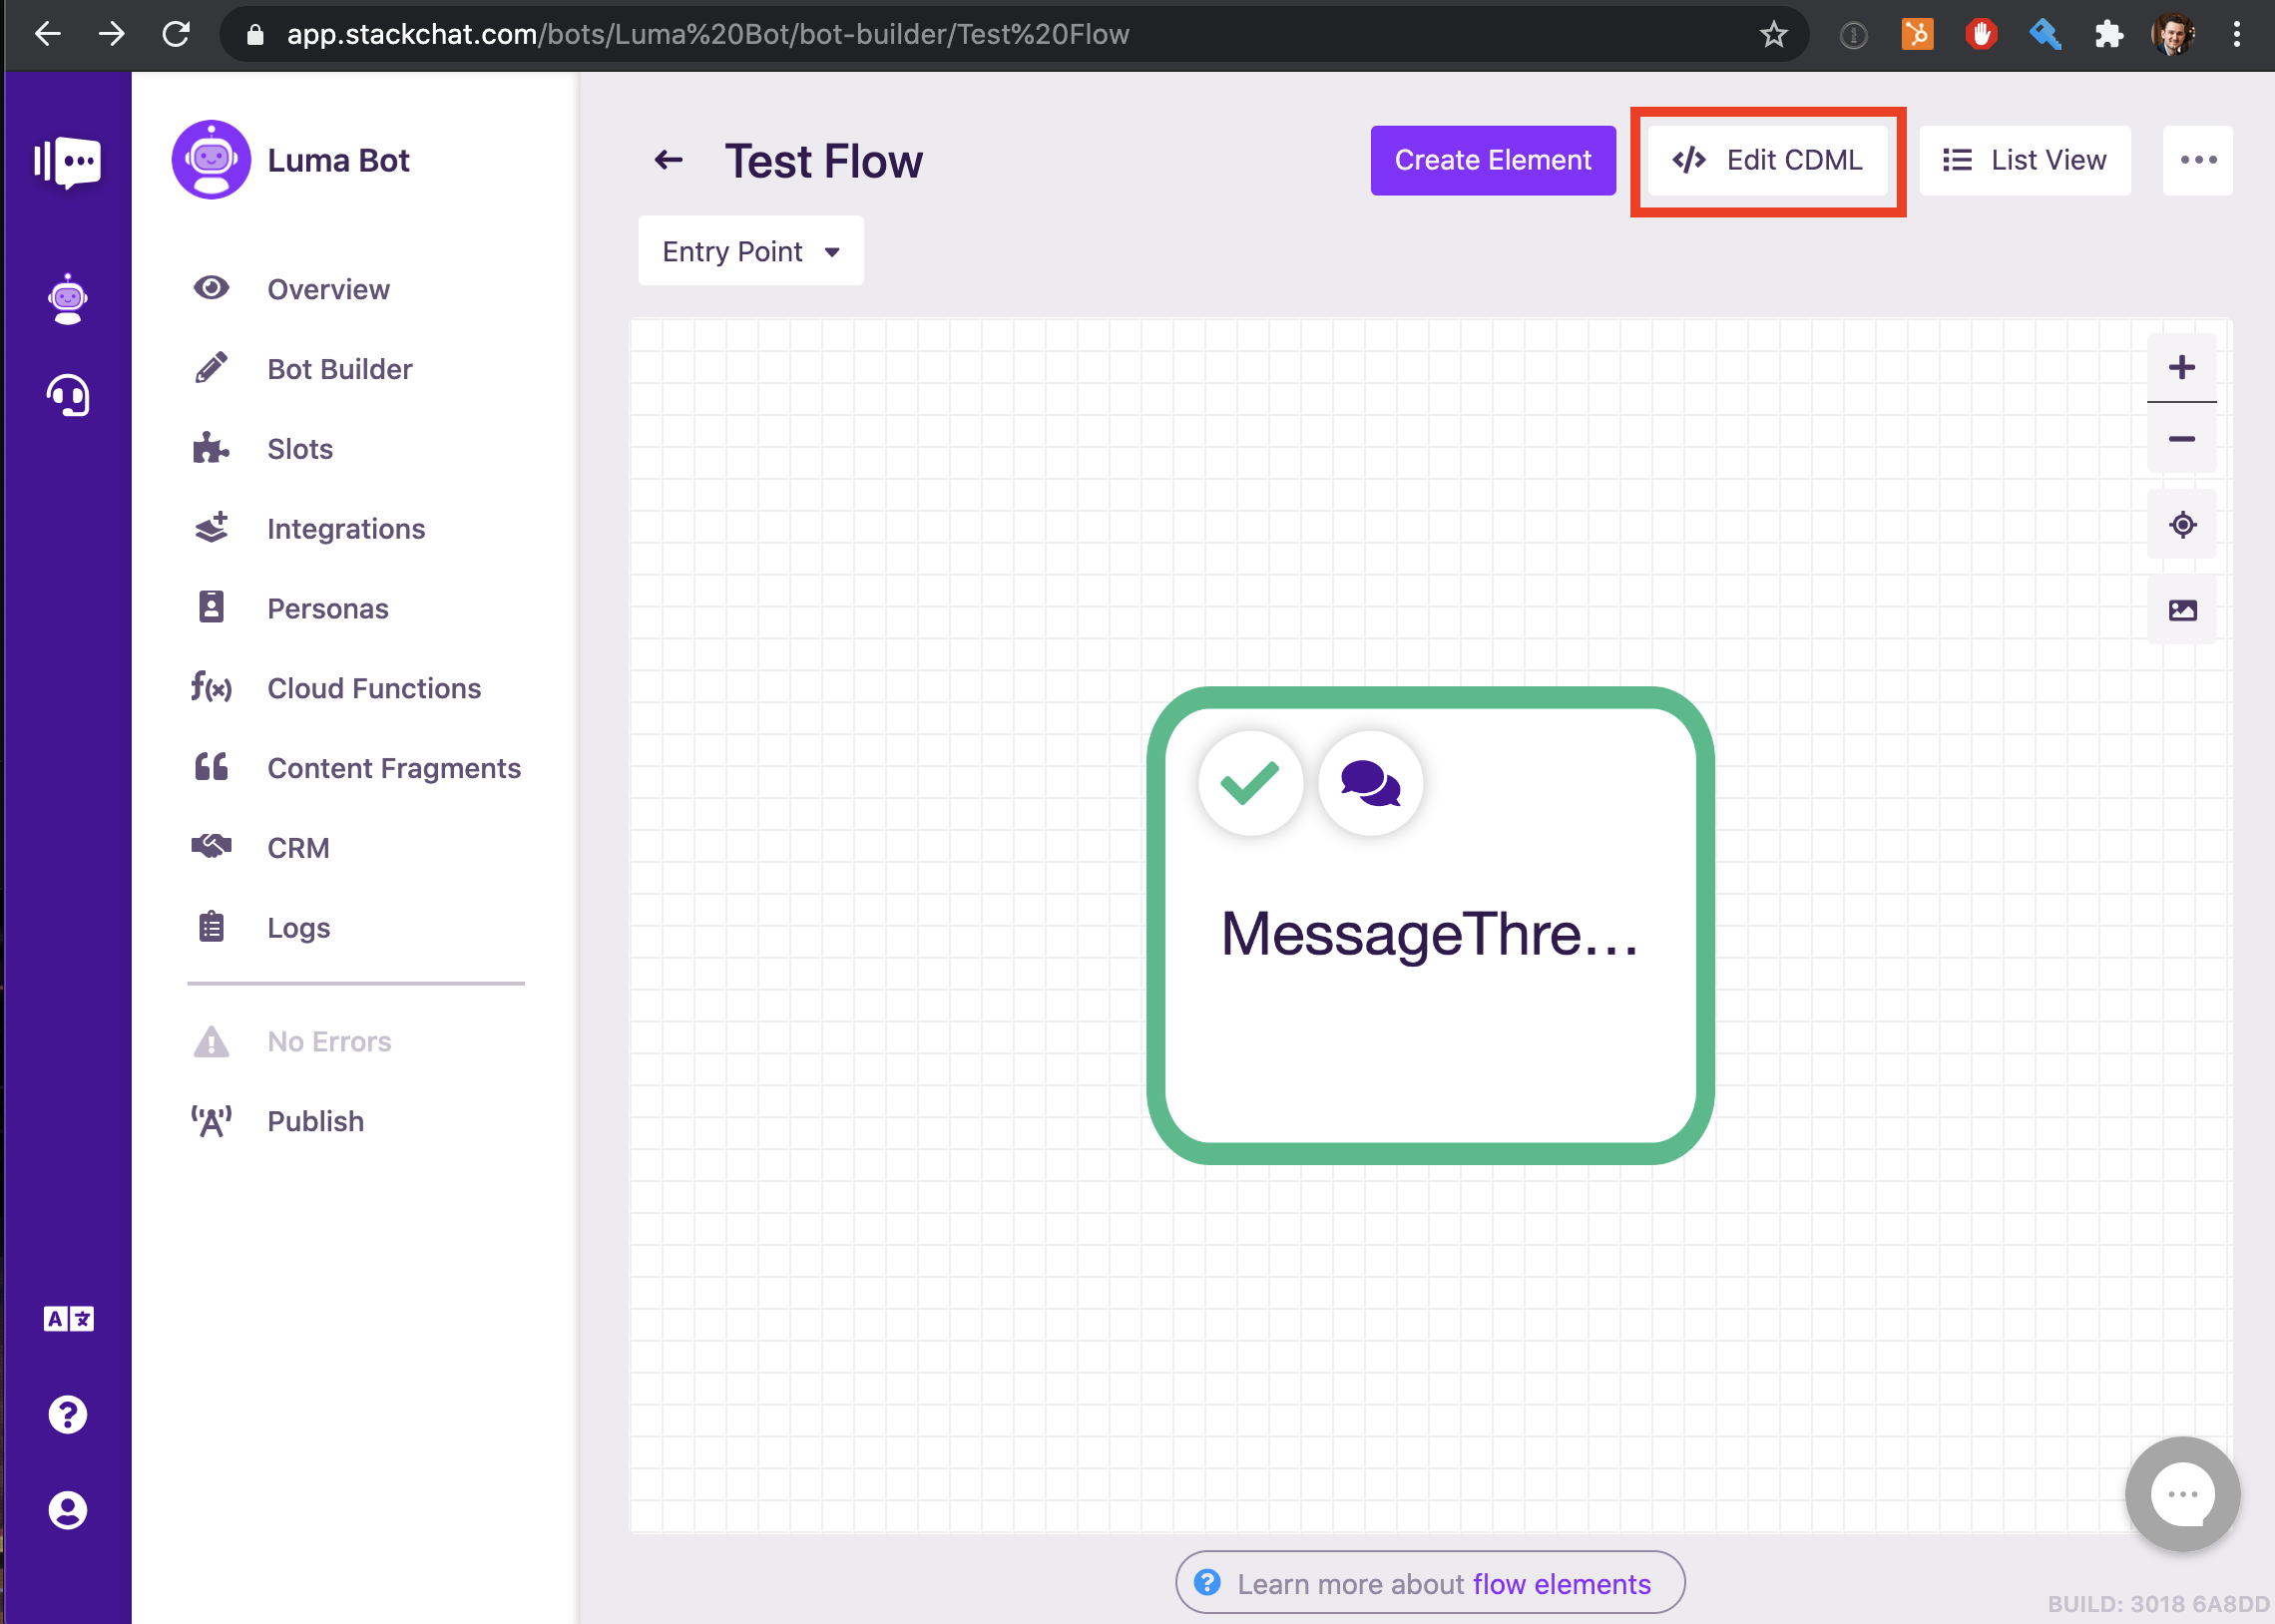 app.stackchat.com/bots/Luma%20Bot/bot-builder/Test%20Flow
Luma Bot
Overview
Bot Builder
Slots
Integrations
Personas
Cloud Functions
Content Fragments
CRM
Logs
No Errors
Publish
Test Flow
Create Element
</> Edit CDML
List View
Entry Point
MessageThre...
? Learn more about flow elements
BUILD: 3018 6A8DD